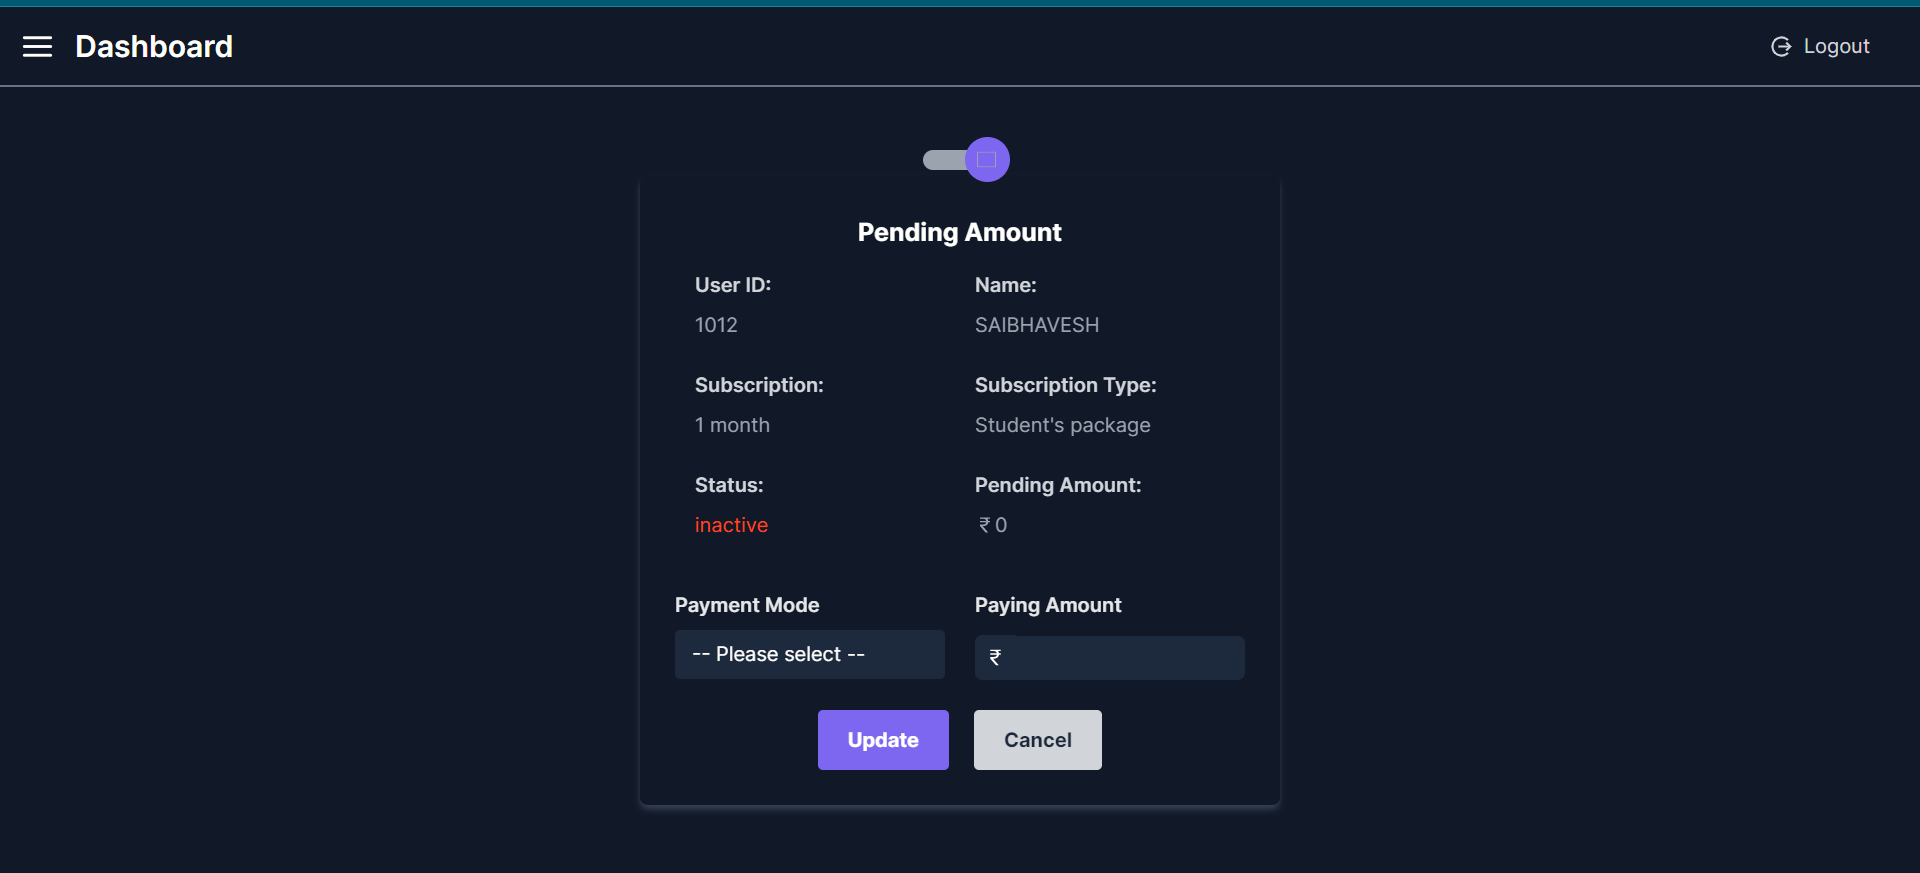 Dashboard
Logout
Pending Amount
User ID:
Name:
1012
SAIBHAVESH
Subscription:
Subscription Type:
1 month
Student's package
Status:
Pending Amount:
inactive
₹ 0
Payment Mode
Paying Amount
-- Please select --
₹
Update
Cancel